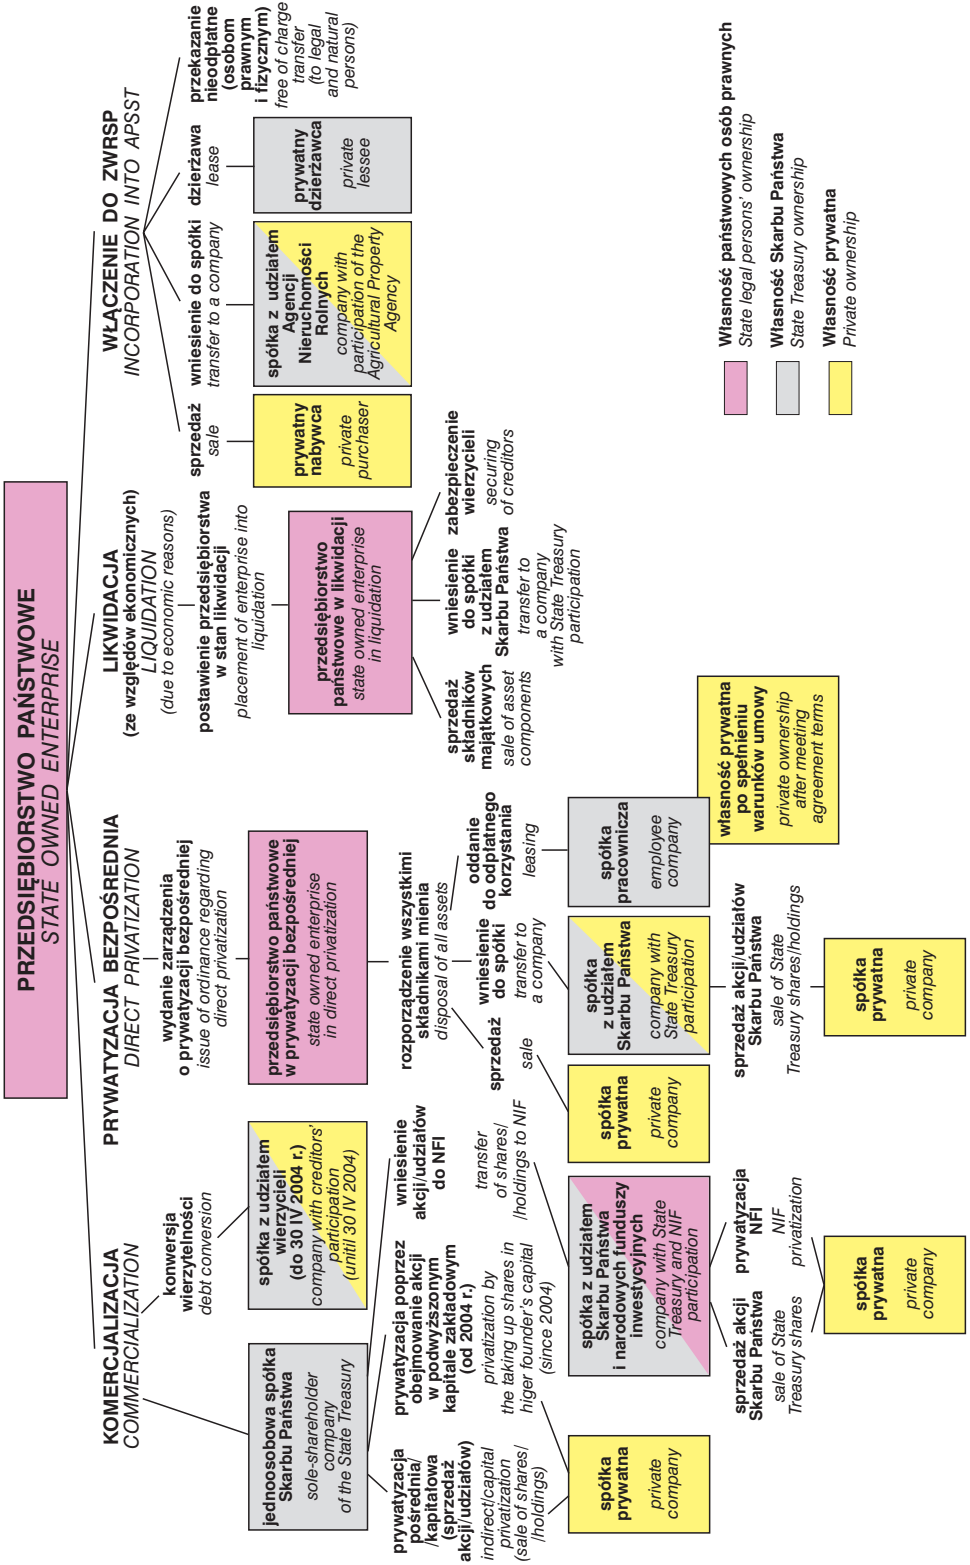 PRZEDSIĘBIORSTWO PAŃSTWOWE
STATE OWNED ENTERPRISE
KOMERCJALIZACJA
COMMERCIALIZATION
PRYWATYZACJA BEZPOŚREDNIA
DIRECT PRIVATIZATION
LIKWIDACJA
(ze względów ekonomicznych)
LIQUIDATION
(due to economic reasons)
WŁĄCZENIE DO ZWRSP
INCORPORATION INTO APSST
konwersja
wierzytelności
debt conversion
jednoosobowa spółka
Skarbu Państwa
sole-shareholder
company
of the State Treasury
spółka z udziałem
wierzycieli
(do 30 IV 2004 r.)
company with creditors'
participation
(unitil 30 IV 2004)
prywatyzacja
pośrednia/
/kapitałowa
(sprzedaż
akcji/udziałów)
indirect/capital
privatization
(sale of shares/
/holdings)
prywatyzacja poprzez
obejmowanie akcji
w podwyższonym
kapitale zakładowym
(od 2004 r.)
privatization by
the taking up shares in
higer founder's capital
(since 2004)
wniesienie
akcji/udziałów
do NFI
transfer
of shares/
/holdings to NIF
spółka
prywatna
private
company
spółka z udziałem
Skarbu Państwa
i narodowych funduszy
inwestycyjnych
company with State
Treasury and NIF
participation
sprzedaż akcji
Skarbu Państwa
sale of State
Treasury shares
prywatyzacja
NFI
NIF
privatization
spółka
prywatna
private
company
wydanie zarządzenia
o prywatyzacji bezpośredniej
issue of ordinance regarding
direct privatization
przedsiębiorstwo państwowe
w prywatyzacji bezpośredniej
state owned enterprise
in direct privatization
rozporządzenie wszystkimi
składnikami mienia
disposal of all assets
sprzedaż
sale
wniesienie
do spółki
transfer to
a company
oddanie
do odpłatnego
korzystania
leasing
spółka
prywatna
private
company
spółka
z udziałem
Skarbu Państwa
company with
State Treasury
participation
spółka
pracownicza
employee
company
własność prywatna
po spełnieniu
warunków umowy
private ownership
after meeting
agreement terms
sprzedaż akcji/udziałów
Skarbu Państwa
sale of State
Treasury shares/holdings
spółka
prywatna
private
company
postawienie przedsiębiorstwa
w stan likwidacji
placement of enterprise into
liquidation
przedsiębiorstwo
państwowe w likwidacji
state owned enterprise
in liquidation
sprzedaż
składników
majątkowych
sale of asset
components
wniesienie
do spółki
z udziałem
Skarbu Państwa
transfer to
a company
with State Treasury
participation
zabezpieczenie
wierzycieli
securing
of creditors
sprzedaż
sale
wniesienie do spółki
transfer to a company
dzierżawa
lease
przekazanie
nieodpłatne
(osobom
prawnym
i fizycznym)
free of charge
transfer
(to legal
and natural
persons)
prywatny
nabywca
private
purchaser
spółka z udziałem
Agencji
Nieruchomości
Rolnych
company with
participation of the
Agricultural Property
Agency
prywatny
dzierżawca
private
lessee
Własność państwowych osób prawnych
State legal persons' ownership
Własność Skarbu Państwa
State Treasury ownership
Własność prywatna
Private ownership